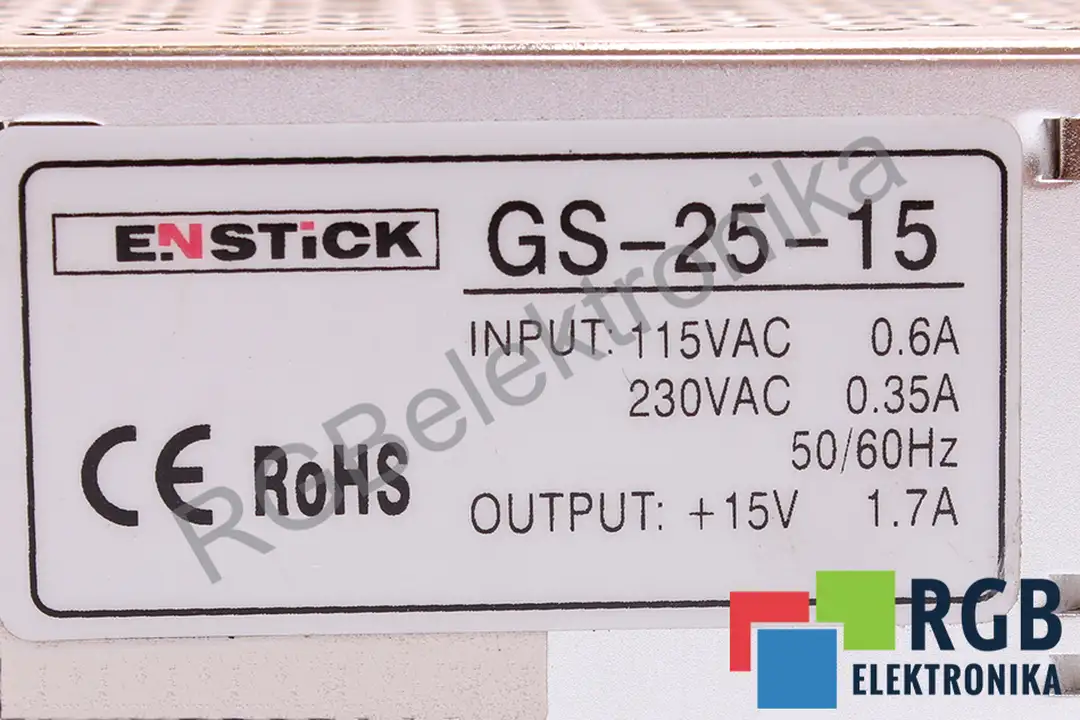 ENSTiCK
GS-25-15
INPUT: 115VAC 0.6A
230VAC 0.35A
50/60Hz
OUTPUT: +15V 1.7A
CE RoHS
RGBelektronika
RGB
ELEKTRONIKA